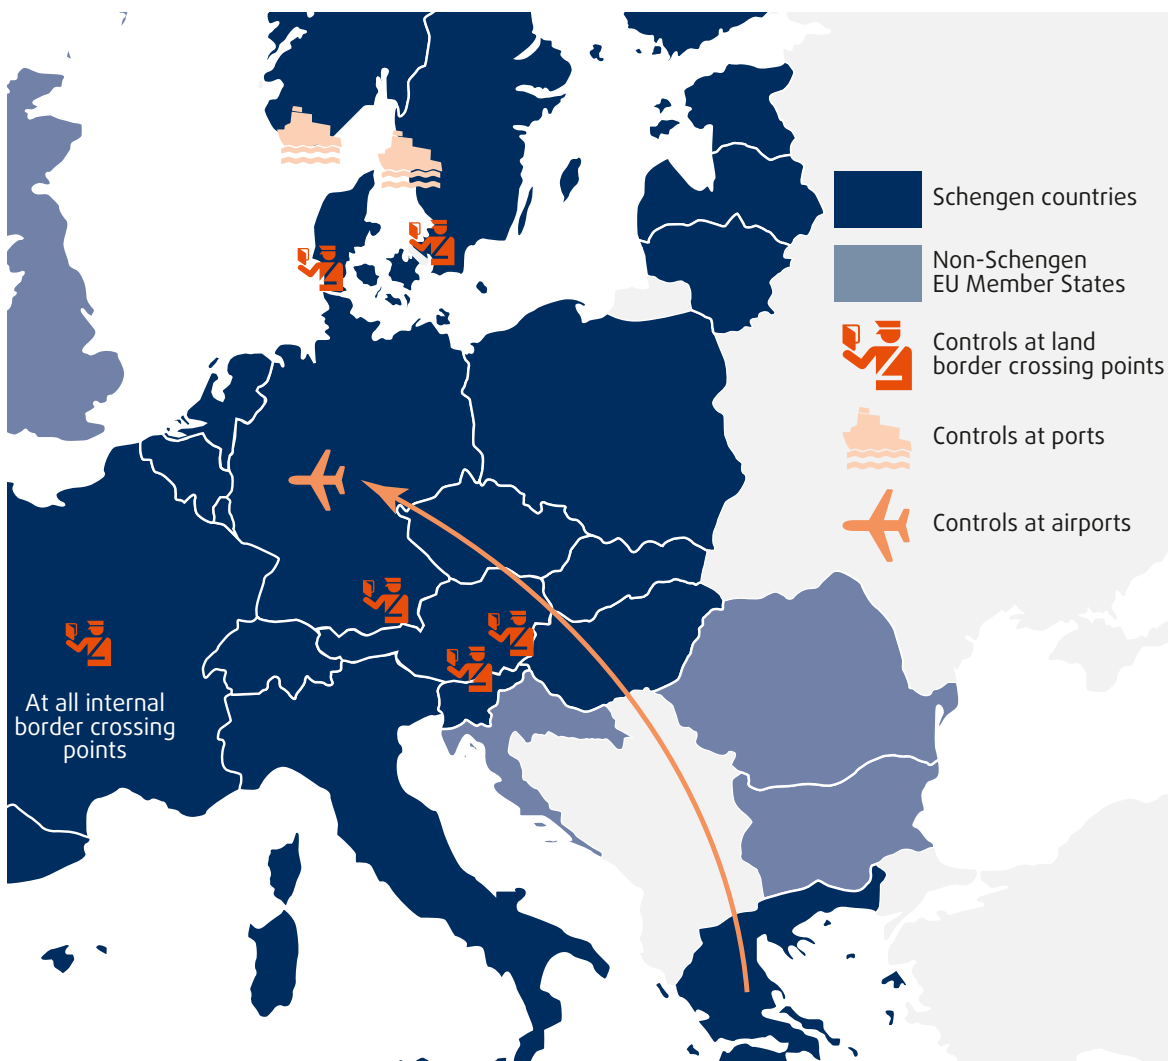 Schengen countries
Non-Schengen
EU Member States
Controls at land
border crossing points
Controls at ports
Controls at airports
At all internal
border crossing
points